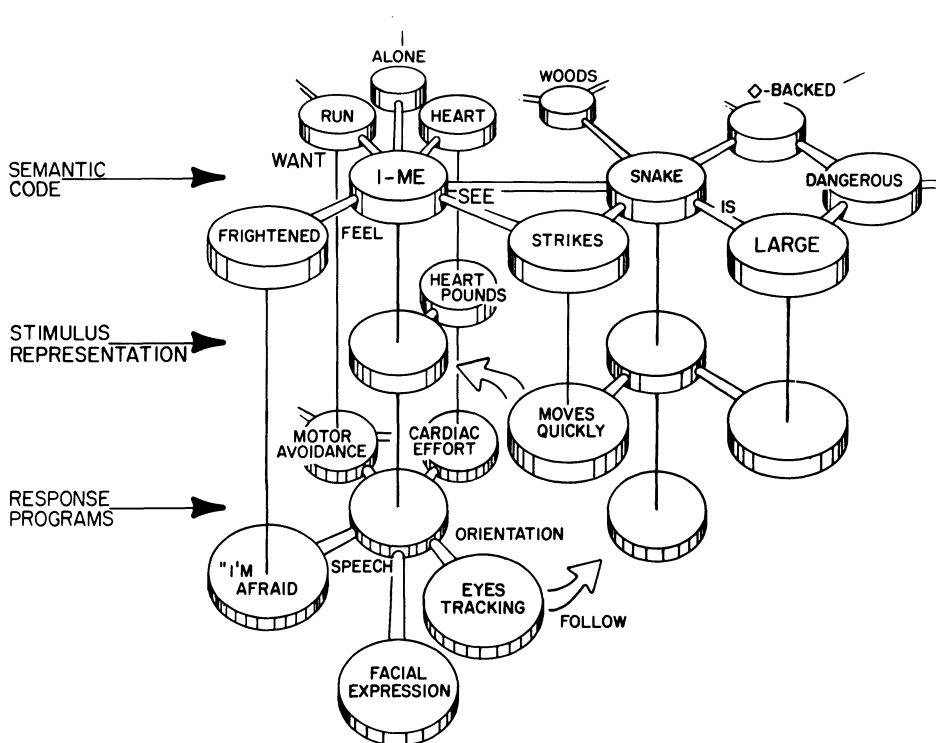 ALONE
WOODS
◇-BACKED
RUN
HEART
WANT
SEMANTIC
CODE
I-ME
SNAKE
DANGEROUS
SEE
IS
FRIGHTENED
FEEL
STRIKES
LARGE
HEART
POUNDS
STIMULUS
REPRESENTATION
MOVES
QUICKLY
MOTOR
AVOIDANCE
CARDIAC
EFFORT
RESPONSE
PROGRAMS
ORIENTATION
SPEECH
"I'M
AFRAID
EYES
TRACKING
FOLLOW
FACIAL
EXPRESSION